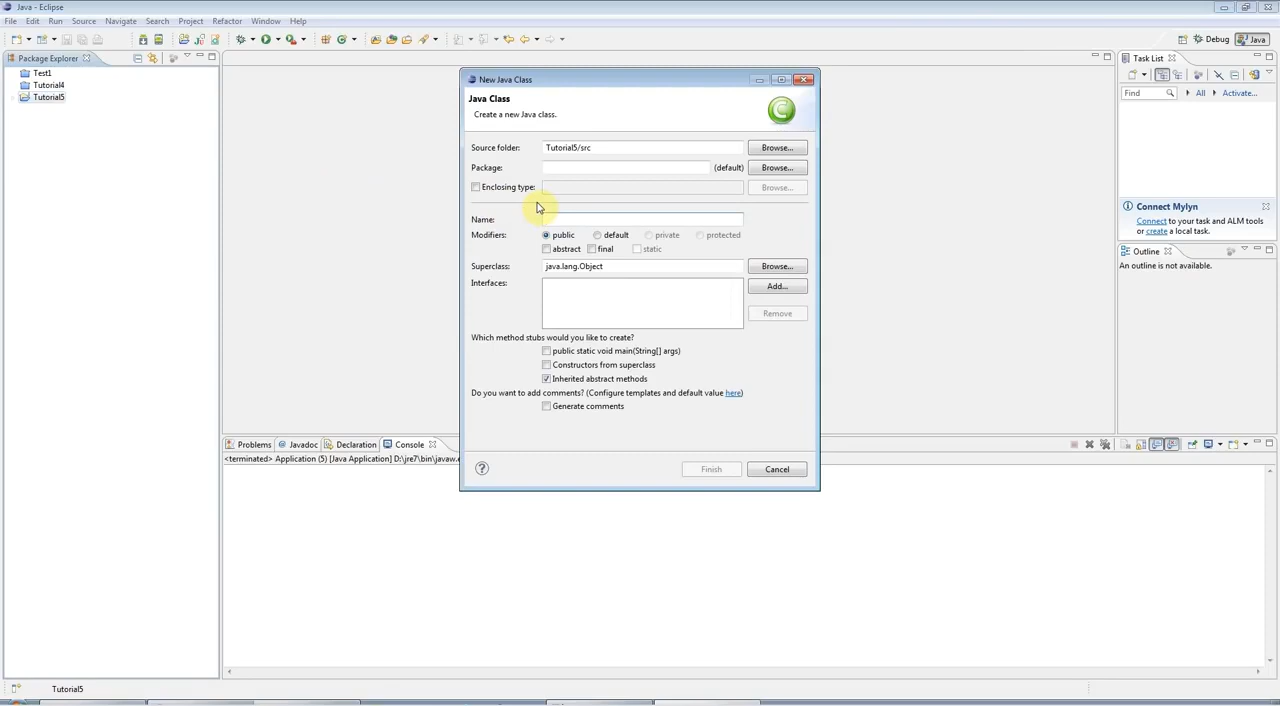 Java - Eclipse
File Edit Run Source Navigate Search Project Refactor Window Help
Debug Java
Package Explorer
Test1
Tutorial4
Tutorial5
New Java Class
Java Class
Create a new Java class.
Source folder: Tutorial5/src Browse...
Package: (default) Browse...
Enclosing type: Browse...
Name:
Modifiers: public default private protected
abstract final static
Superclass: java.lang.Object Browse...
Interfaces: Add...
Remove
Which method stubs would you like to create?
public static void main(String[] args)
Constructors from superclass
Inherited abstract methods
Do you want to add comments? (Configure templates and default value here)
Generate comments
Finish Cancel
Task List
Find All Activate...
Connect Mylyn
Connect to your task and ALM tools
or create a local task.
Outline
An outline is not available.
Problems Javadoc Declaration Console
<terminated> Application (5) [Java Application] D:\jre7\bin\javaw.e
Tutorial5